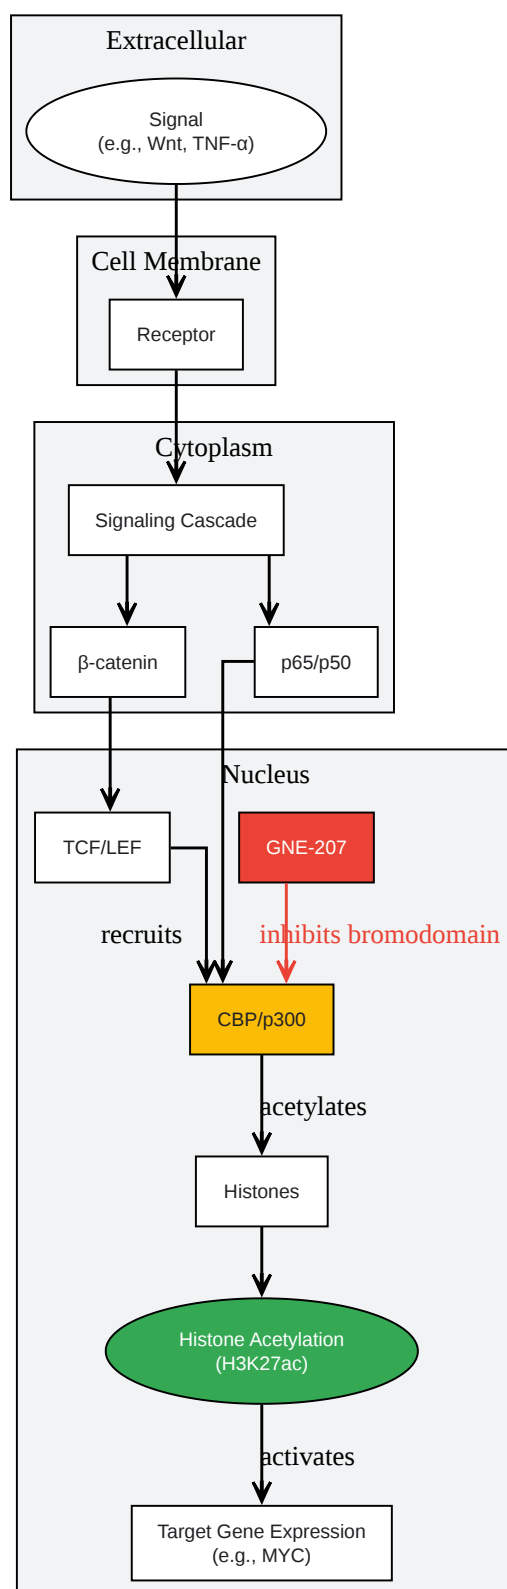 Extracellular
Signal
(e.g., Wnt, TNF-α)
Cell Membrane
Receptor
Cytoplasm
Signaling Cascade
β-catenin
p65/p50
Nucleus
TCF/LEF
GNE-207
recruits
inhibits bromodomain
CBP/p300
acetylates
Histones
Histone Acetylation
(H3K27ac)
activates
Target Gene Expression
(e.g., MYC)